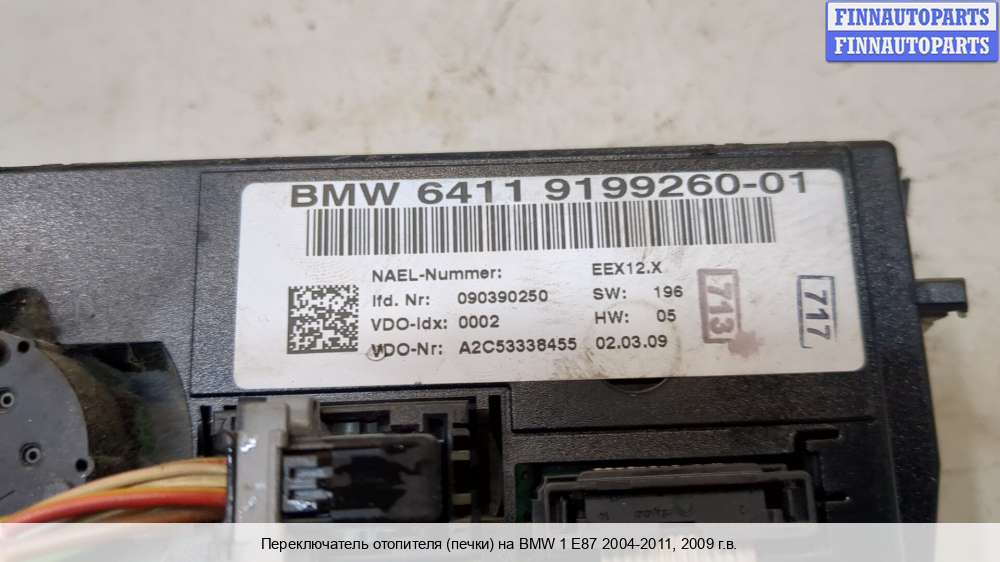 FINNAUTOPARTS
FINNAUTOPARTS
BMW 6411 9199260-01
NAEL-Nummer: EEX12.X
lfd. Nr: 090390250 SW: 196
VDO-Idx: 0002 HW: 05
VDO-Nr: A2C53338455 02.03.09
713
717
Переключатель отопителя (печки) на BMW 1 E87 2004-2011, 2009 г.в.